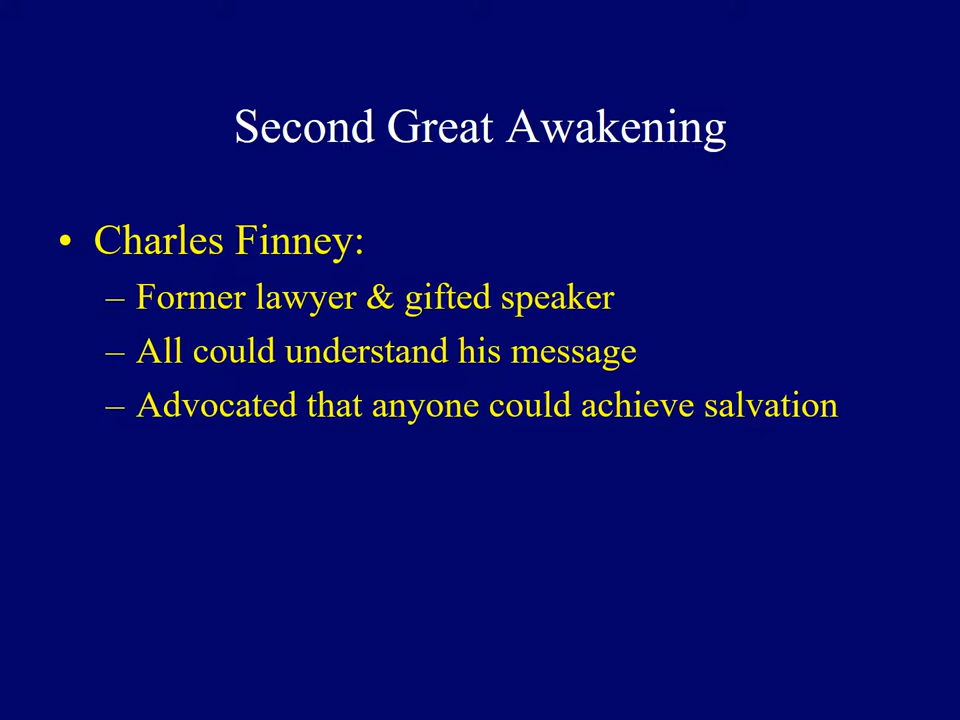 Second Great Awakening
• Charles Finney:
– Former lawyer & gifted speaker
– All could understand his message
– Advocated that anyone could achieve salvation